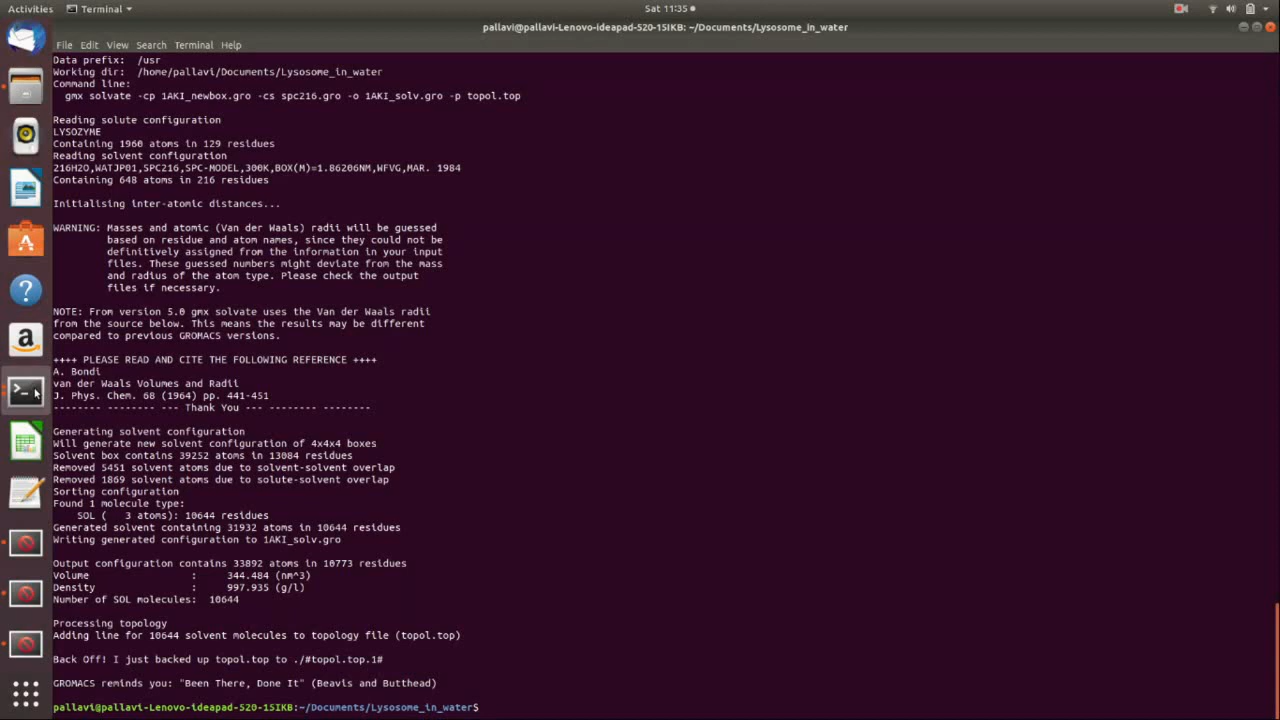 Activities Terminal Sat 11:35
pallavi@pallavi-Lenovo-ideapad-520-15IKB: ~/Documents/Lysosome_in_water
File Edit View Search Terminal Help
Data prefix: /usr
Working dir: /home/pallavi/Documents/Lysosome_in_water
Command line:
gmx solvate -cp 1AKI_newbox.gro -cs spc216.gro -o 1AKI_solv.gro -p topol.top
Reading solute configuration
LYSOZYME
Containing 1960 atoms in 129 residues
Reading solvent configuration
216H2O,WATJP01,SPC216,SPC-MODEL,300K,BOX(M)=1.86206NM,WFVG,MAR. 1984
Containing 648 atoms in 216 residues
Initialising inter-atomic distances...
WARNING: Masses and atomic (Van der Waals) radii will be guessed
based on residue and atom names, since they could not be
definitively assigned from the information in your input
files. These guessed numbers might deviate from the mass
and radius of the atom type. Please check the output
files if necessary.
NOTE: From version 5.0 gmx solvate uses the Van der Waals radii
from the source below. This means the results may be different
compared to previous GROMACS versions.
++++ PLEASE READ AND CITE THE FOLLOWING REFERENCE ++++
A. Bondi
van der Waals Volumes and Radii
J. Phys. Chem. 68 (1964) pp. 441-451
-------- -------- --- Thank You --- -------- --------
Generating solvent configuration
Will generate new solvent configuration of 4x4x4 boxes
Solvent box contains 39252 atoms in 13084 residues
Removed 5451 solvent atoms due to solvent-solvent overlap
Removed 1869 solvent atoms due to solute-solvent overlap
Sorting configuration
Found 1 molecule type:
SOL ( 3 atoms): 10644 residues
Generated solvent containing 31932 atoms in 10644 residues
Writing generated configuration to 1AKI_solv.gro
Output configuration contains 33892 atoms in 10773 residues
Volume : 344.484 (nm^3)
Density : 997.935 (g/l)
Number of SOL molecules: 10644
Processing topology
Adding line for 10644 solvent molecules to topology file (topol.top)
Back Off! I just backed up topol.top to ./#topol.top.1#
GROMACS reminds you: "Been There, Done It" (Beavis and Butthead)
pallavi@pallavi-Lenovo-ideapad-520-15IKB:~/Documents/Lysosome_in_water$